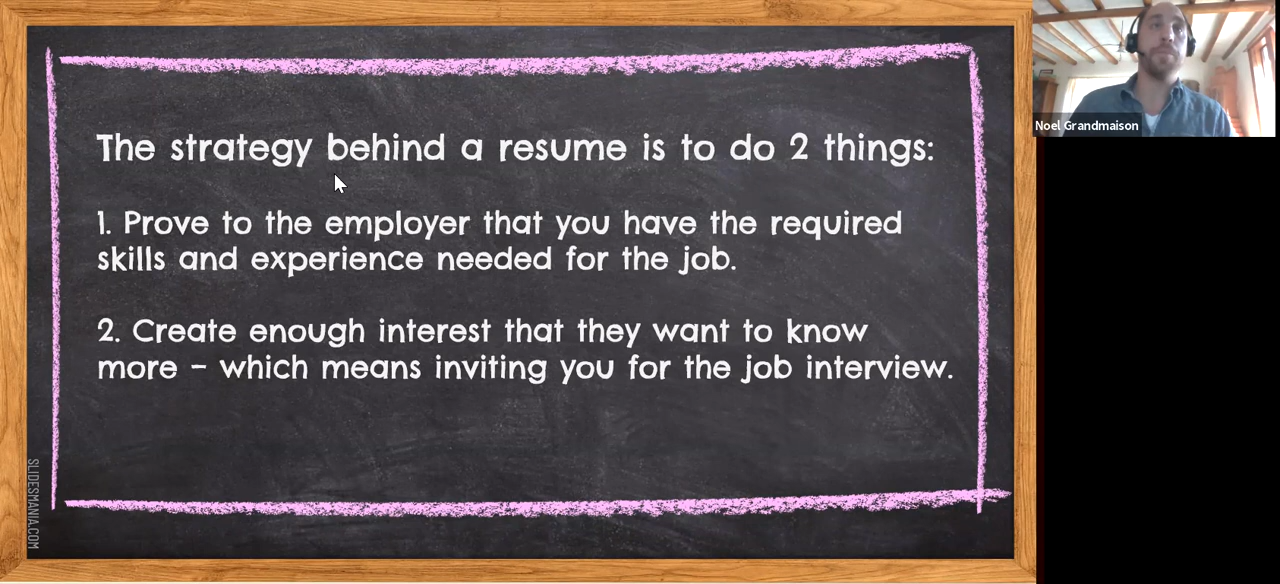 The strategy behind a resume is to do 2 things:
1. Prove to the employer that you have the required
skills and experience needed for the job.
2. Create enough interest that they want to know
more – which means inviting you for the job interview.
SLIDESMANIA.COM
Noel Grandmaison